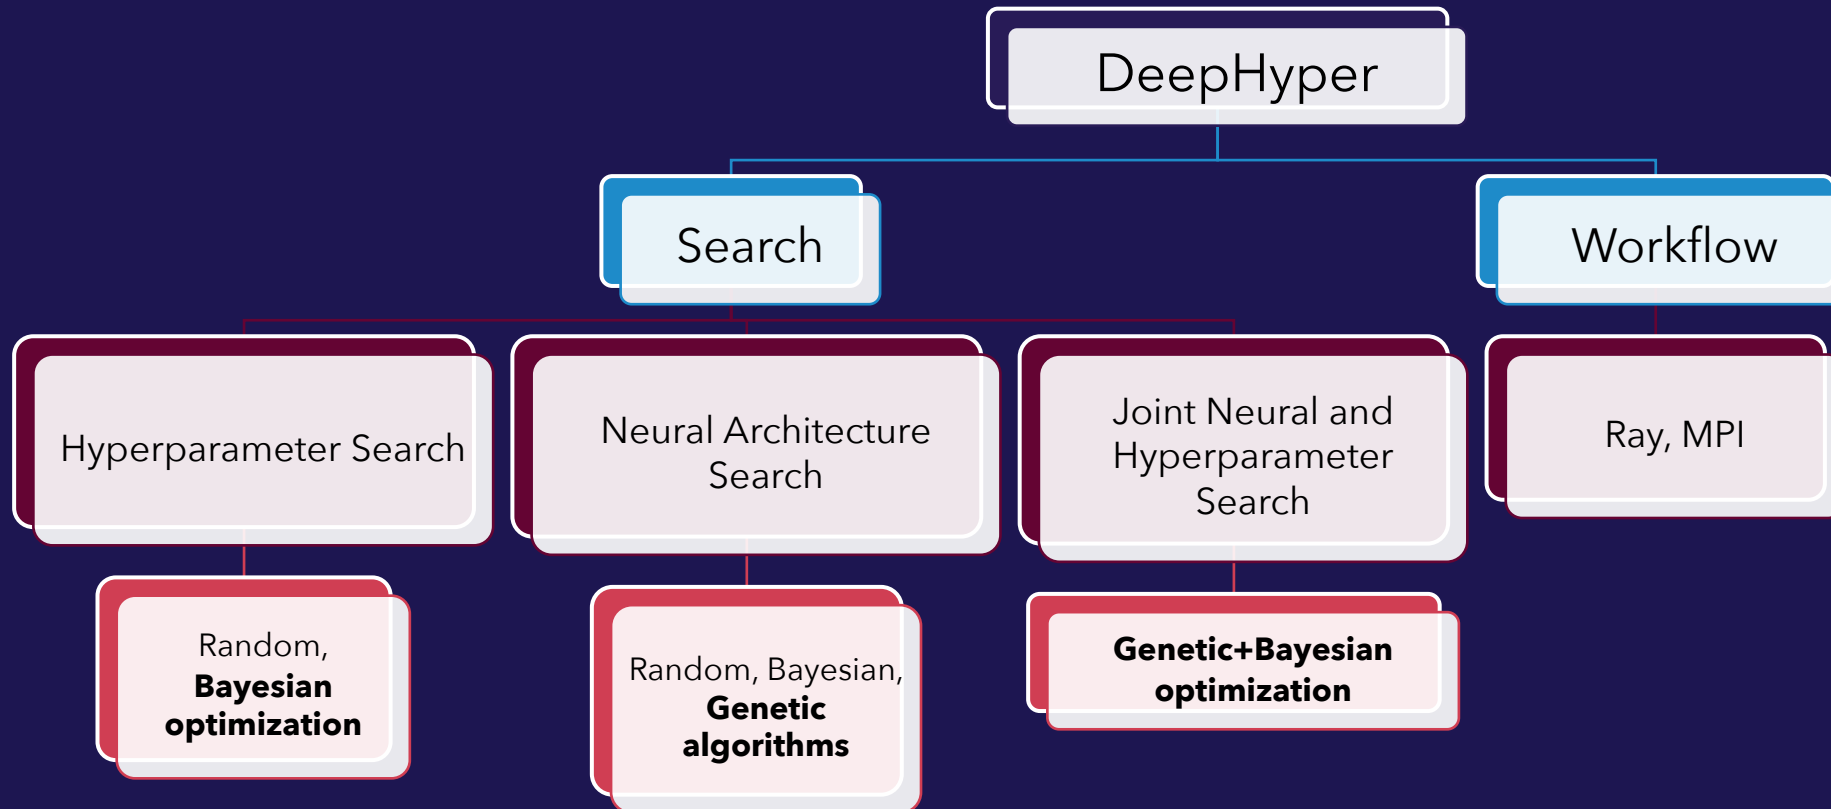 DeepHyper
Search
Workflow
Hyperparameter Search
Neural Architecture
Search
Joint Neural and
Hyperparameter
Search
Ray, MPI
Random,
Bayesian
optimization
Random, Bayesian,
Genetic
algorithms
Genetic+Bayesian
optimization